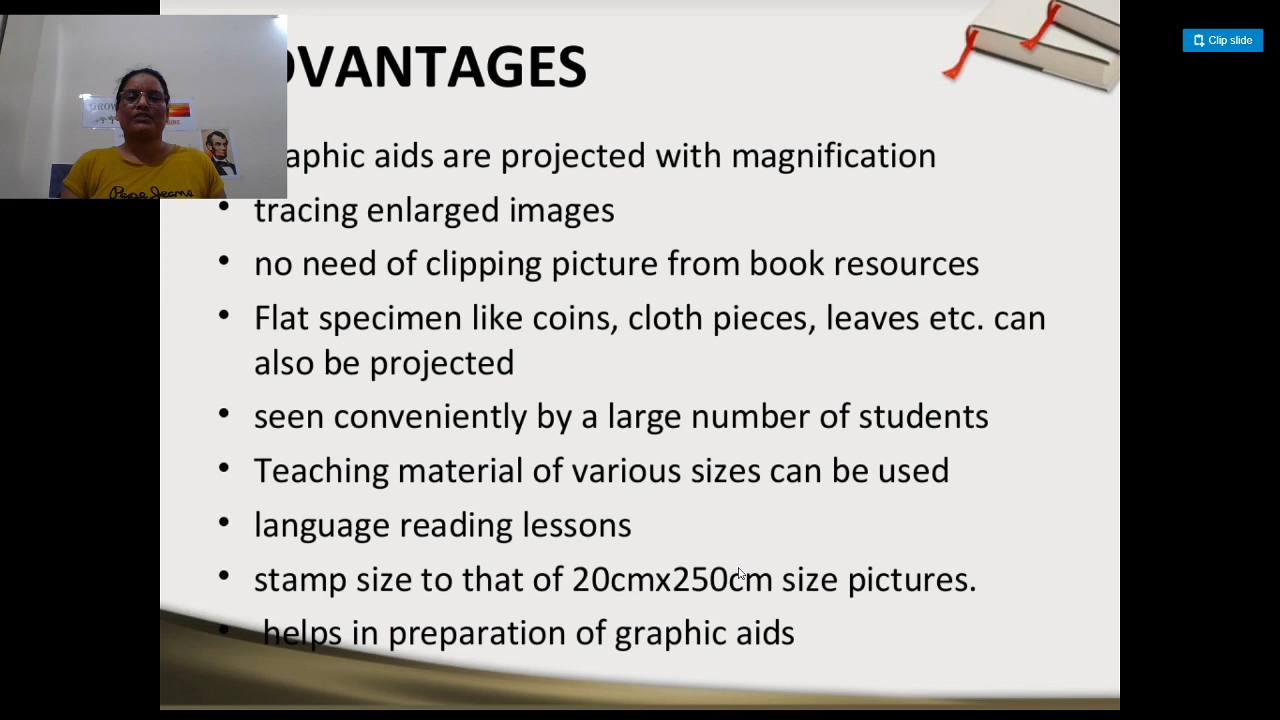 Clip slide
DVANTAGES
GROW
Pepe Jeans
aphic aids are projected with magnification
• tracing enlarged images
• no need of clipping picture from book resources
• Flat specimen like coins, cloth pieces, leaves etc. can
also be projected
• seen conveniently by a large number of students
• Teaching material of various sizes can be used
• language reading lessons
• stamp size to that of 20cmx250cm size pictures.
• helps in preparation of graphic aids